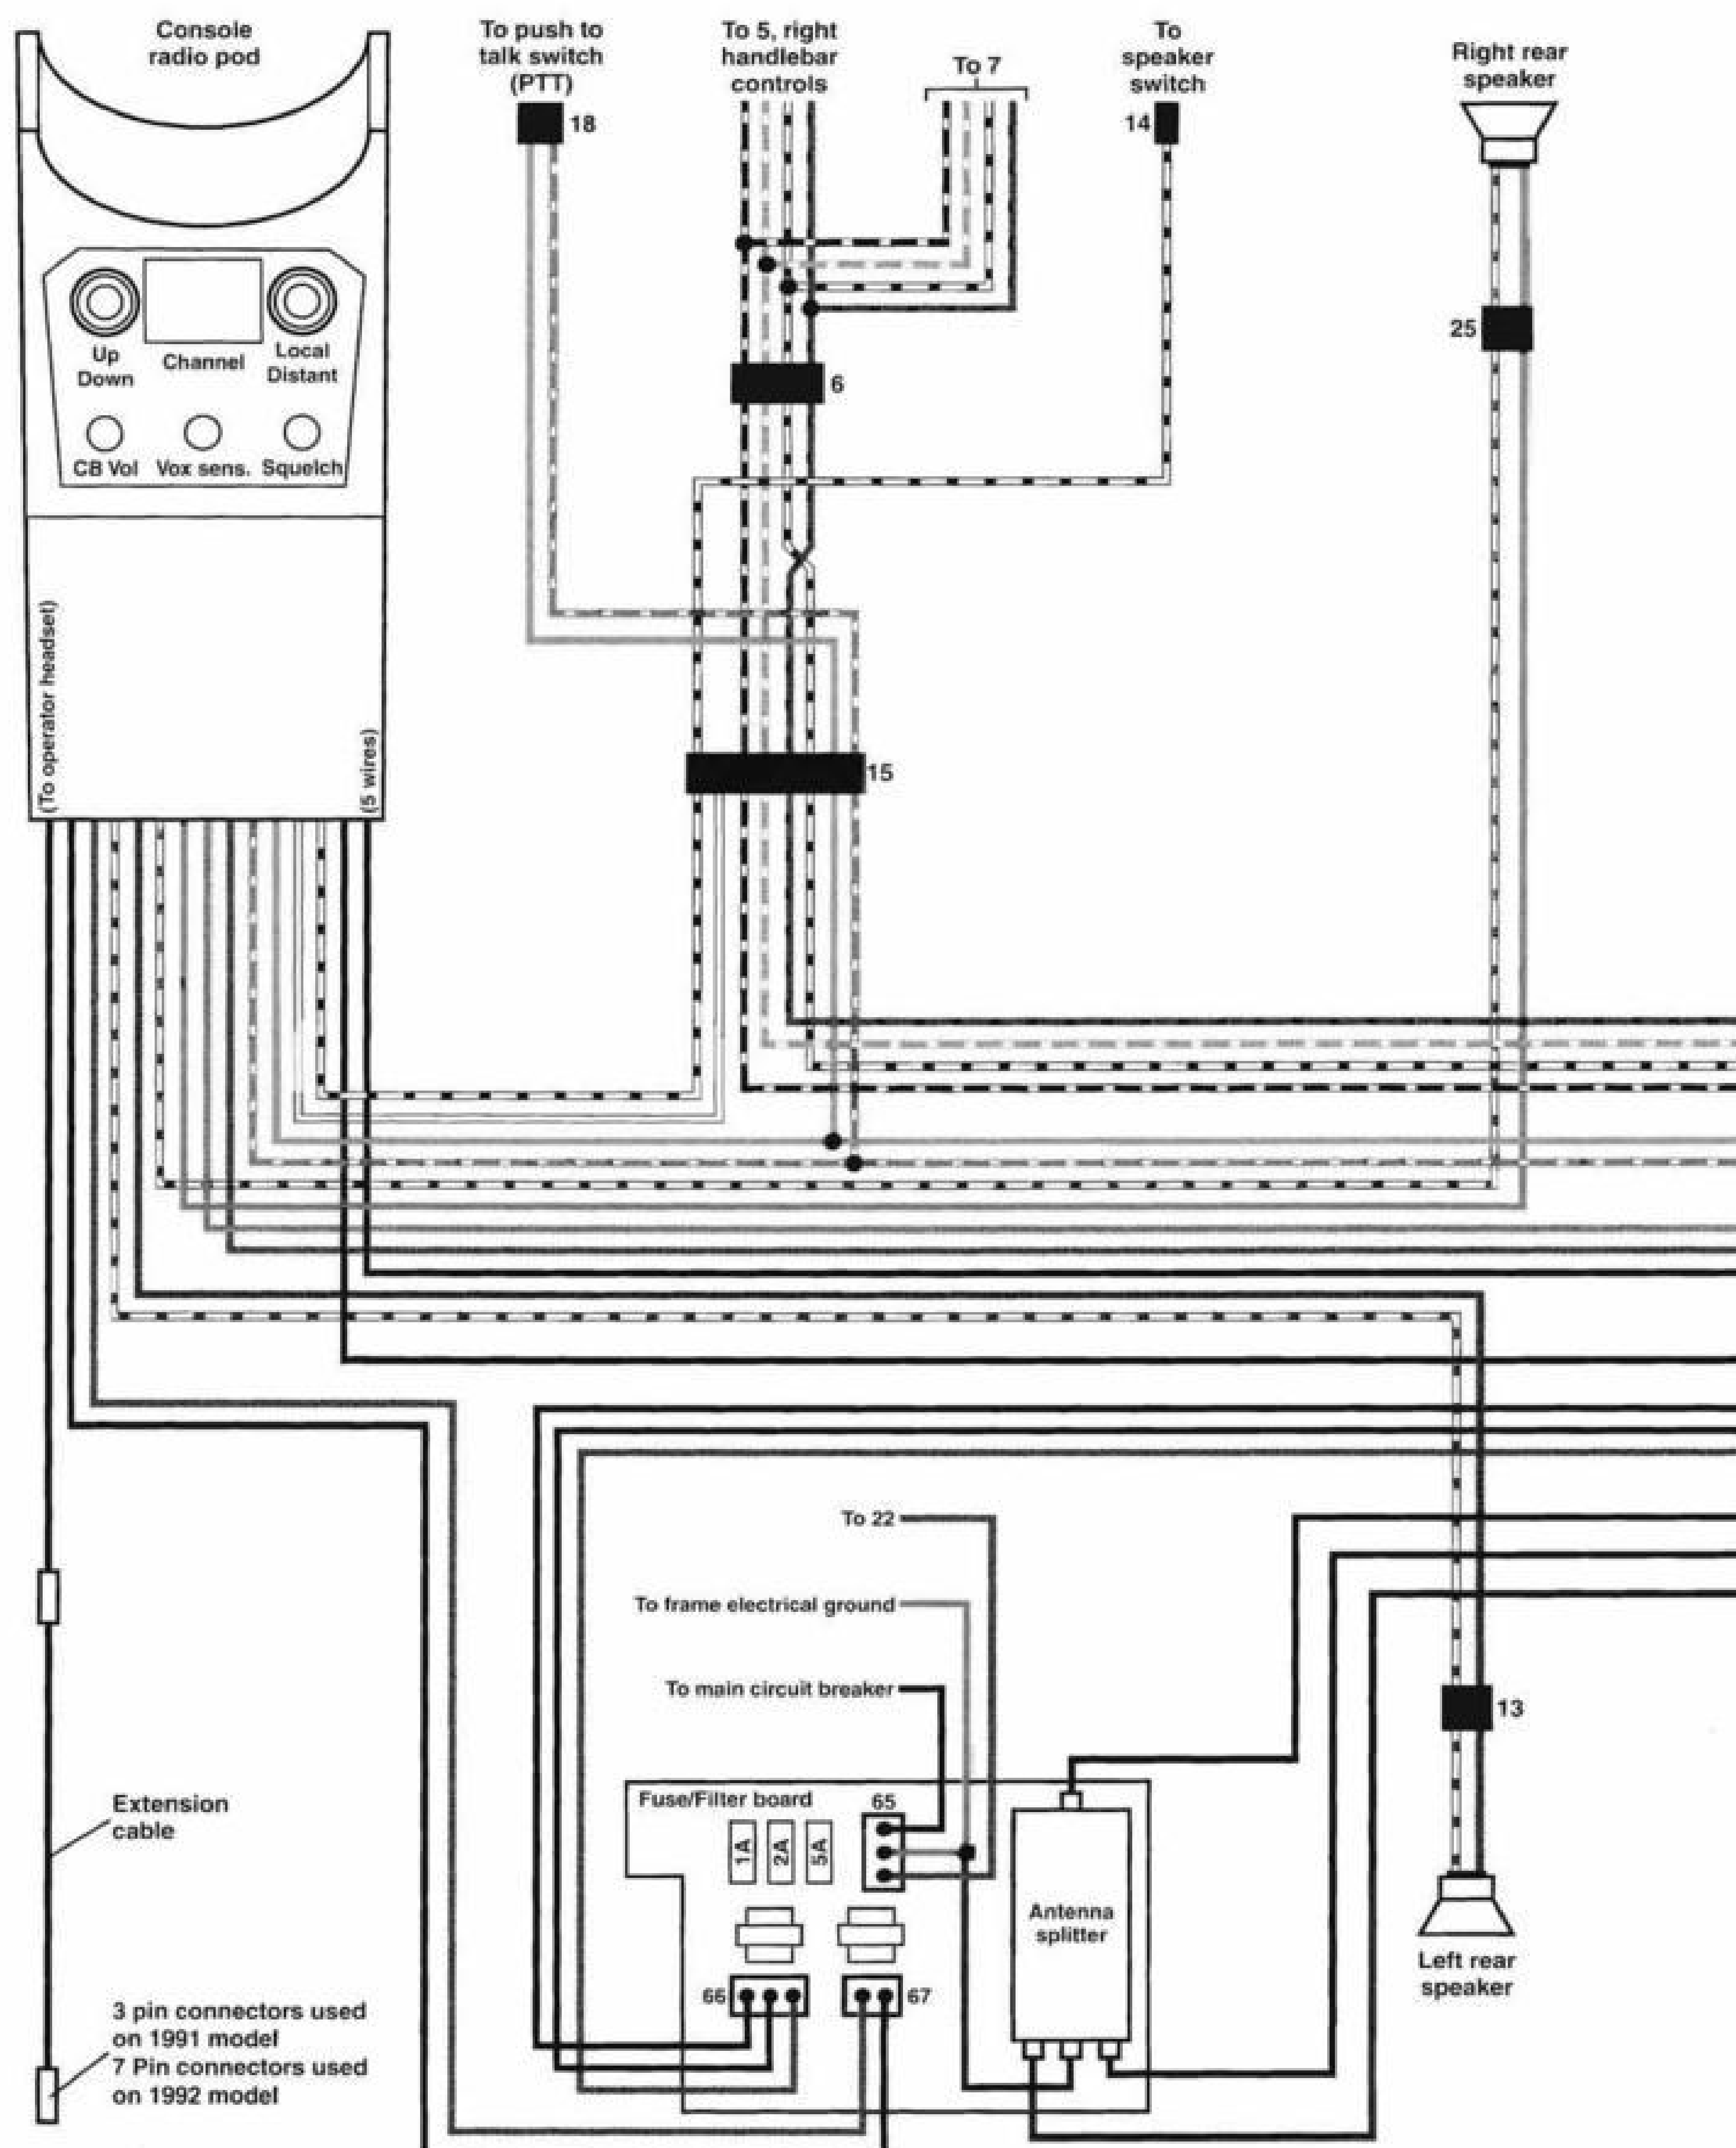 Console
radio pod
To push to
talk switch
(PTT)
18
To 5, right
handlebar
controls
To 7
To
speaker
switch
14
Right rear
speaker
25
Up
Down
Channel
Local
Distant
CB Vol
Vox sens.
Squelch
6
(To operator headset)
(5 wires)
15
To 22
To frame electrical ground
To main circuit breaker
13
Fuse/Filter board
65
1A
2A
5A
Antenna
splitter
66
67
Left rear
speaker
Extension
cable
3 pin connectors used
on 1991 model
7 Pin connectors used
on 1992 model